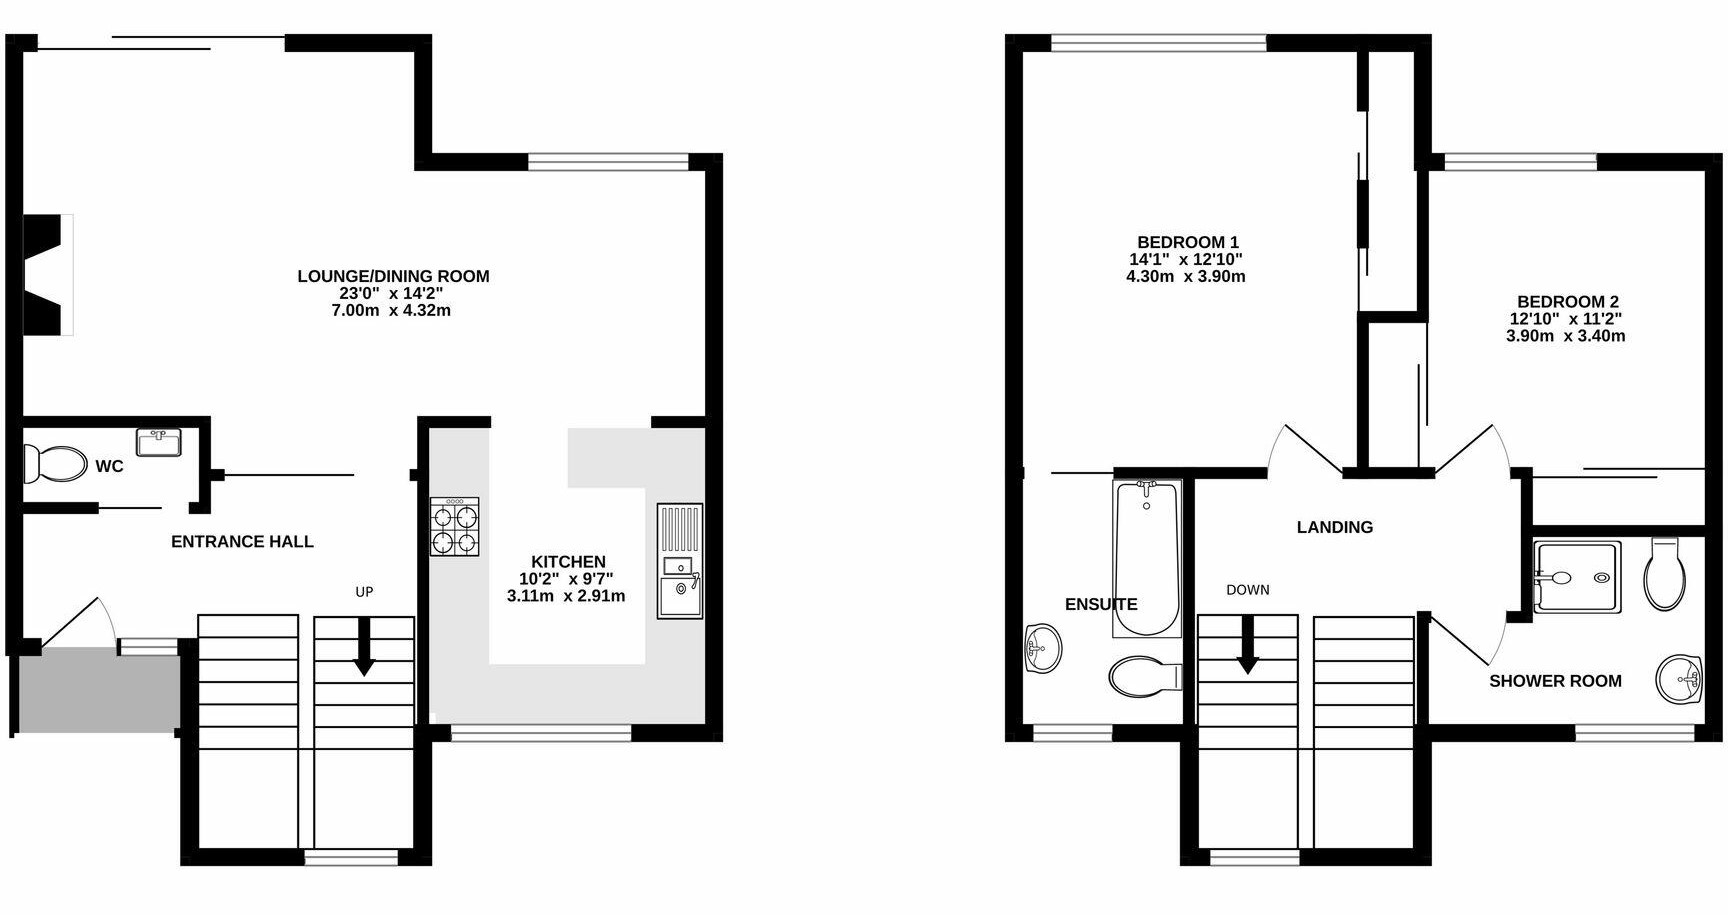 LOUNGE/DINING ROOM
23'0" x 14'2"
7.00m x 4.32m
WC
ENTRANCE HALL
UP
KITCHEN
10'2" x 9'7"
3.11m x 2.91m
BEDROOM 1
14'1" x 12'10"
4.30m x 3.90m
BEDROOM 2
12'10" x 11'2"
3.90m x 3.40m
LANDING
DOWN
ENSUITE
SHOWER ROOM